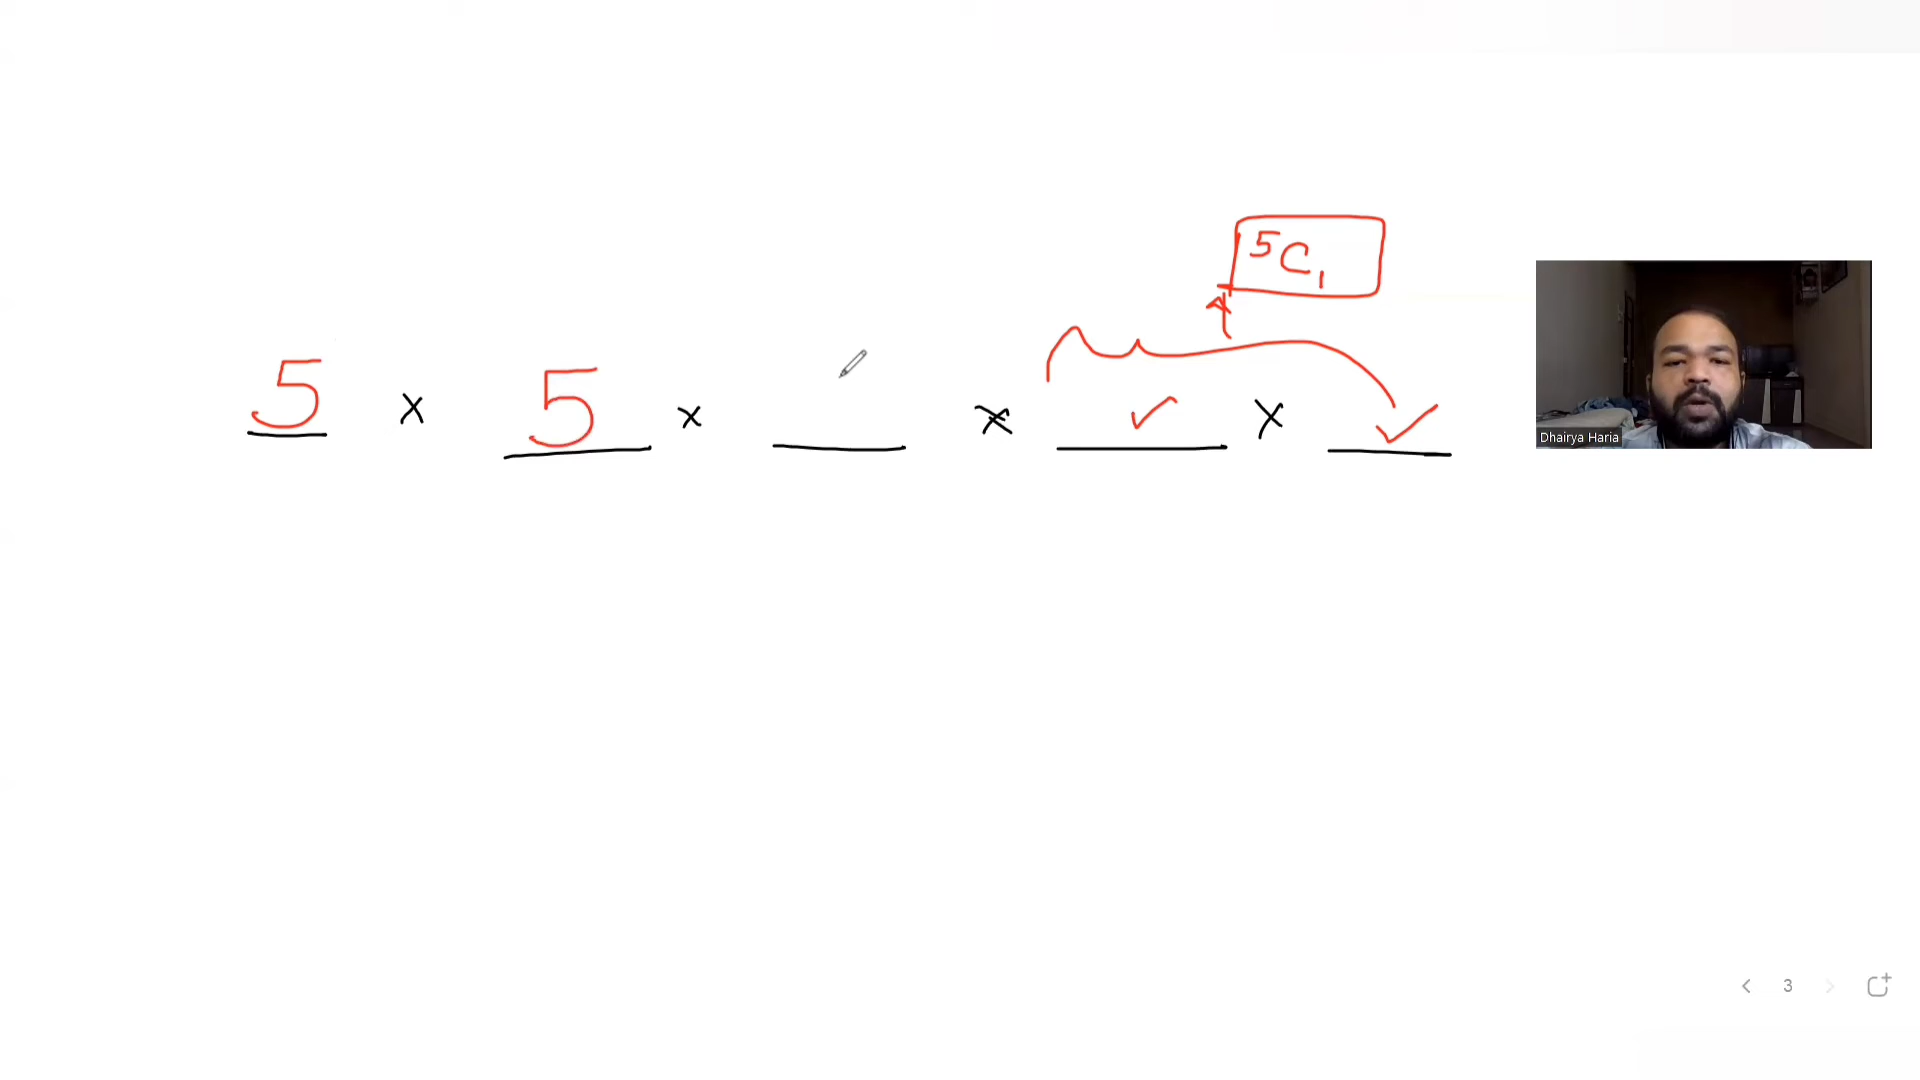 ⁵C₁
5 x 5 x ___ x ✓ x ✓
Dhairya Haria
3